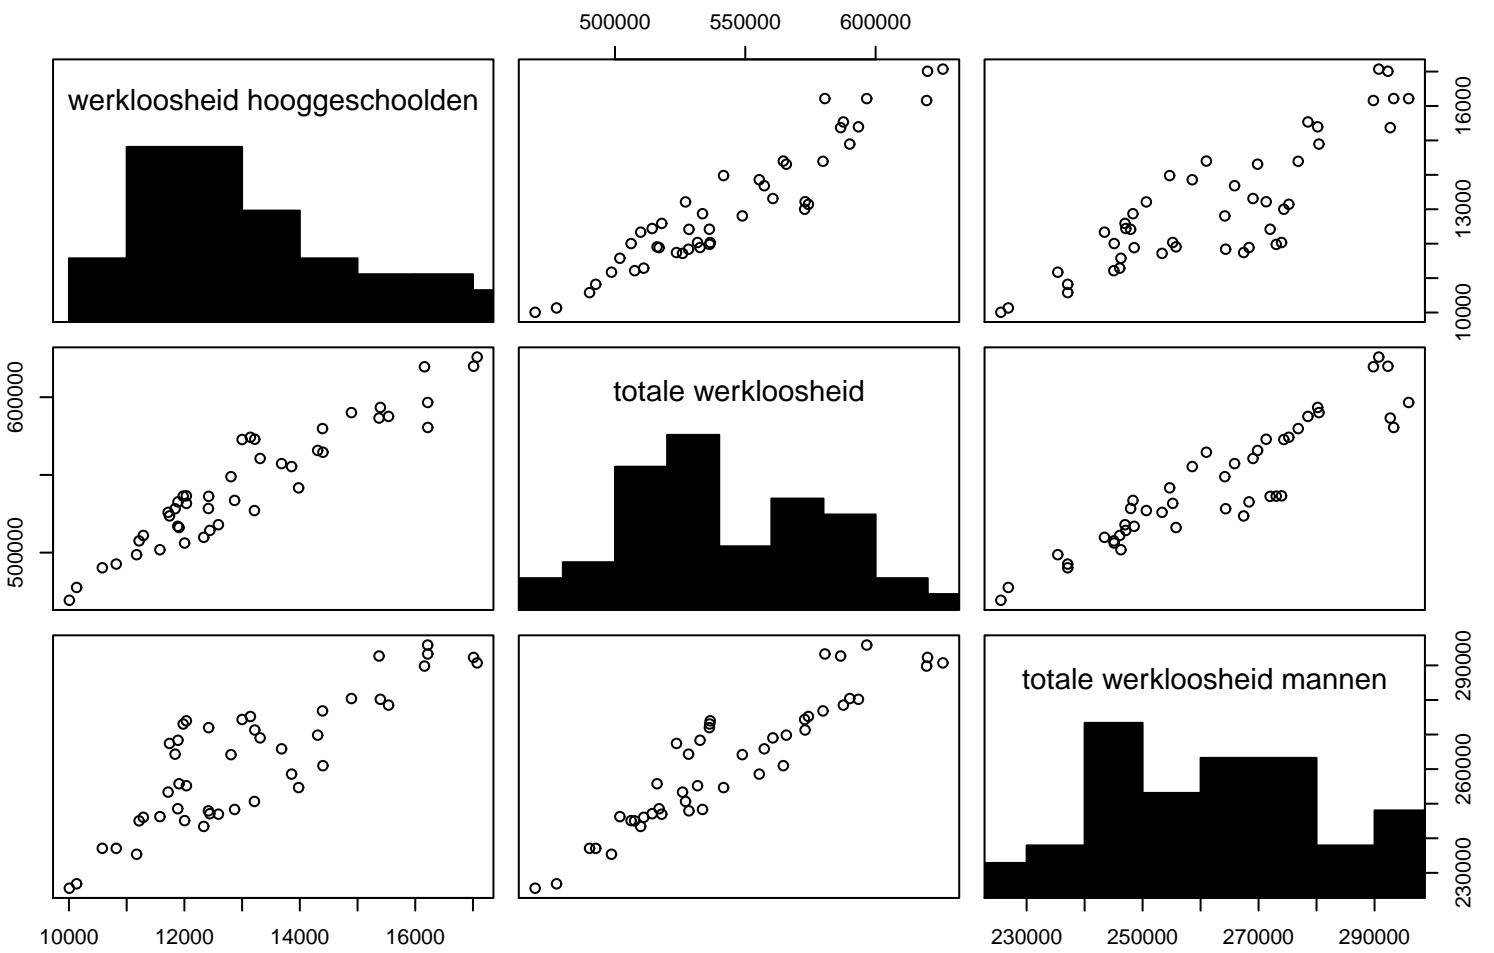 500000 550000 600000
werkloosheid hooggeschoolden
10000 13000 16000
500000 600000
totale werkloosheid
totale werkloosheid mannen
230000 260000 290000
10000 12000 14000 16000
230000 250000 270000 290000